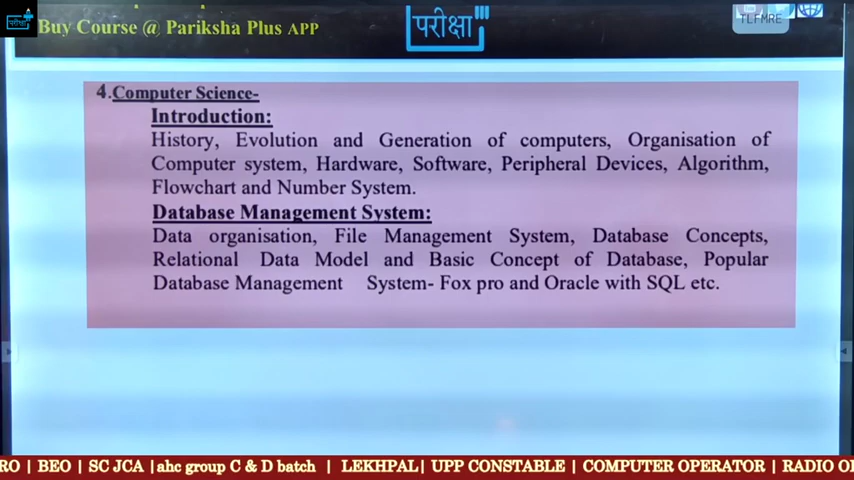 परीक्षा
Buy Course @ Pariksha Plus APP
परीक्षा
TLFMRE
4.Computer Science-
Introduction:
History, Evolution and Generation of computers, Organisation of
Computer system, Hardware, Software, Peripheral Devices, Algorithm,
Flowchart and Number System.
Database Management System:
Data organisation, File Management System, Database Concepts,
Relational Data Model and Basic Concept of Database, Popular
Database Management System- Fox pro and Oracle with SQL etc.
RO | BEO | SC JCA |ahc group C & D batch | LEKHPAL| UPP CONSTABLE | COMPUTER OPERATOR | RADIO OP